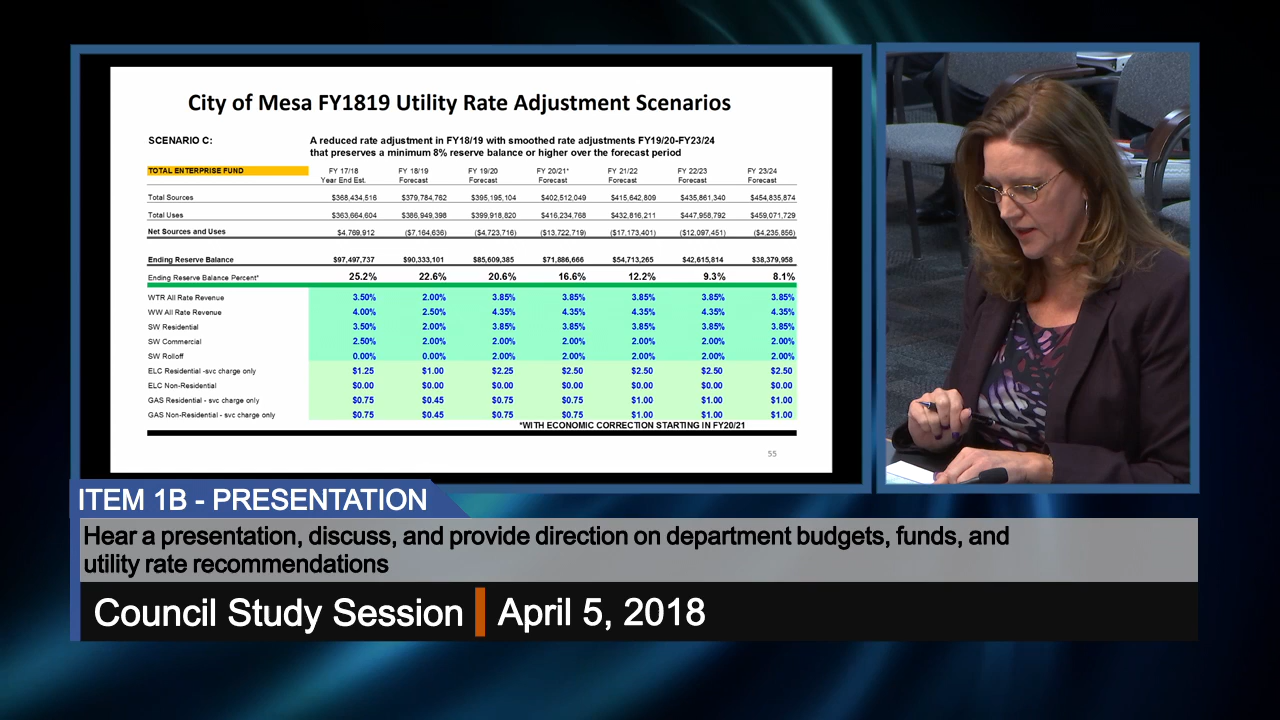 City of Mesa FY1819 Utility Rate Adjustment Scenarios
SCENARIO C: A reduced rate adjustment in FY18/19 with smoothed rate adjustments FY19/20-FY23/24
that preserves a minimum 8% reserve balance or higher over the forecast period
TOTAL ENTERPRISE FUND FY 17/18 FY 18/19 FY 19/20 FY 20/21* FY 21/22 FY 22/23 FY 23/24
Year End Est. Forecast Forecast Forecast Forecast Forecast Forecast
Total Sources $368,434,516 $379,784,762 $395,195,104 $402,512,049 $415,642,809 $435,861,340 $454,835,874
Total Uses $363,664,604 $386,949,398 $399,918,820 $416,234,768 $432,816,211 $447,958,792 $459,071,729
Net Sources and Uses $4,769,912 ($7,164,636) ($4,723,716) ($13,722,719) ($17,173,401) ($12,097,451) ($4,235,856)
Ending Reserve Balance $97,497,737 $90,333,101 $85,609,385 $71,886,666 $54,713,265 $42,615,814 $38,379,958
Ending Reserve Balance Percent* 25.2% 22.6% 20.6% 16.6% 12.2% 9.3% 8.1%
WTR All Rate Revenue 3.50% 2.00% 3.85% 3.85% 3.85% 3.85% 3.85%
WW All Rate Revenue 4.00% 2.50% 4.35% 4.35% 4.35% 4.35% 4.35%
SW Residential 3.50% 2.00% 3.85% 3.85% 3.85% 3.85% 3.85%
SW Commercial 2.50% 2.00% 2.00% 2.00% 2.00% 2.00% 2.00%
SW Rolloff 0.00% 0.00% 2.00% 2.00% 2.00% 2.00% 2.00%
ELC Residential -svc charge only $1.25 $1.00 $2.25 $2.50 $2.50 $2.50 $2.50
ELC Non-Residential $0.00 $0.00 $0.00 $0.00 $0.00 $0.00 $0.00
GAS Residential - svc charge only $0.75 $0.45 $0.75 $0.75 $1.00 $1.00 $1.00
GAS Non-Residential - svc charge only $0.75 $0.45 $0.75 $0.75 $1.00 $1.00 $1.00
*WITH ECONOMIC CORRECTION STARTING IN FY20/21
55
ITEM 1B - PRESENTATION
Hear a presentation, discuss, and provide direction on department budgets, funds, and
utility rate recommendations
Council Study Session April 5, 2018